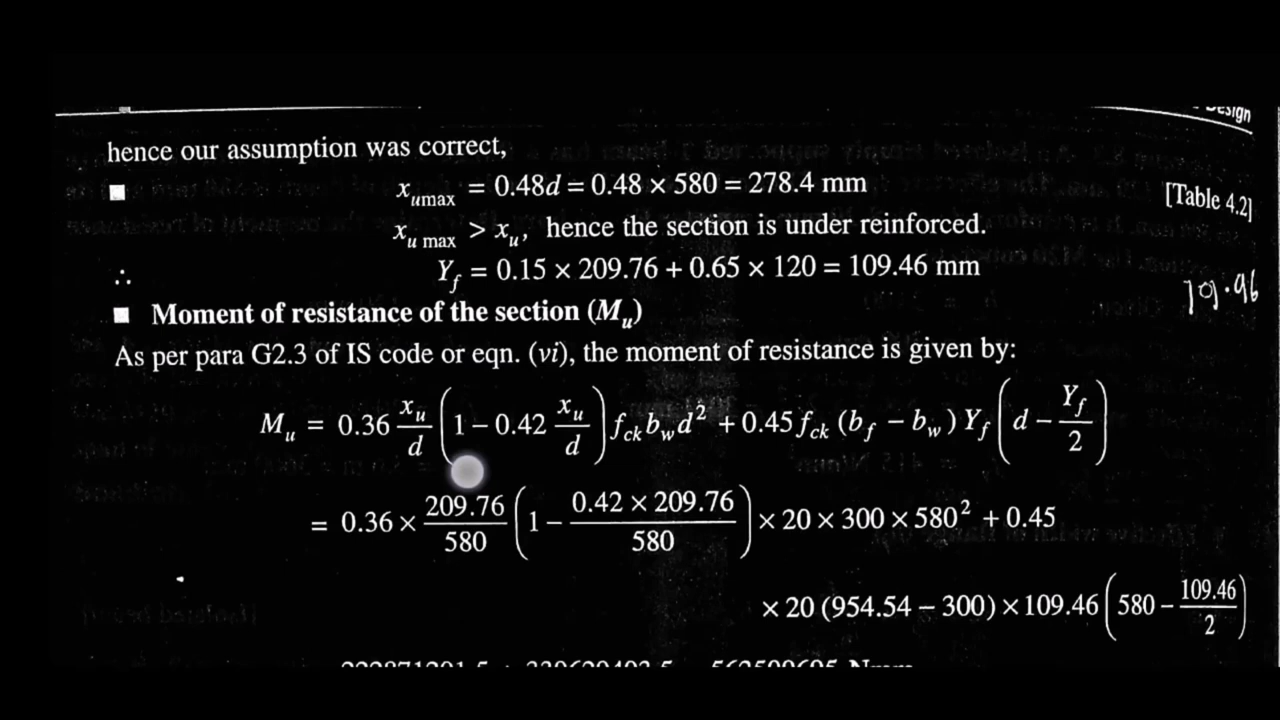 Design
hence our assumption was correct,
■ x_umax = 0.48d = 0.48 × 580 = 278.4 mm [Table 4.2]
x_u max > x_u, hence the section is under reinforced.
∴ Y_f = 0.15 × 209.76 + 0.65 × 120 = 109.46 mm
■ Moment of resistance of the section (M_u)
As per para G2.3 of IS code or eqn. (vi), the moment of resistance is given by:
M_u = 0.36 x_u/d (1 − 0.42 x_u/d) f_ck b_w d² + 0.45 f_ck (b_f − b_w) Y_f (d − Y_f/2)
= 0.36 × 209.76/580 (1 − 0.42 × 209.76/580) × 20 × 300 × 580² + 0.45
× 20 (954.54 − 300) × 109.46 (580 − 109.46/2)